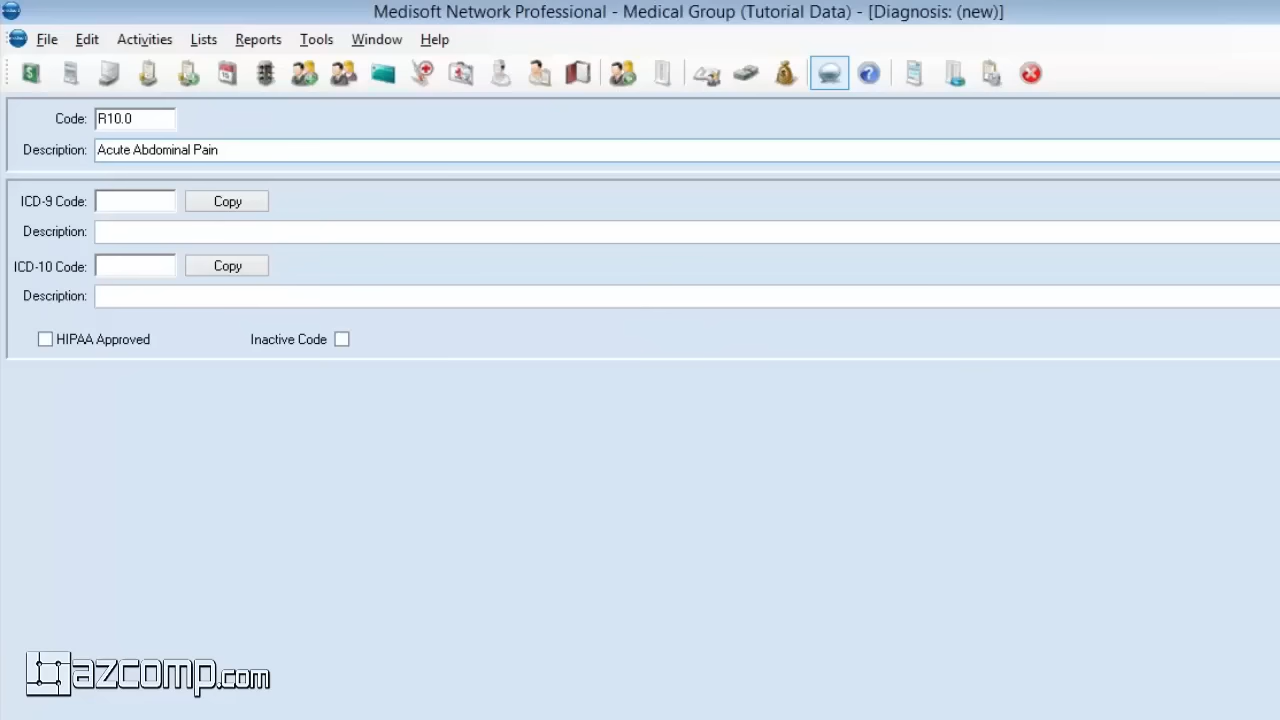 Medisoft Network Professional - Medical Group (Tutorial Data) - [Diagnosis: (new)]
File Edit Activities Lists Reports Tools Window Help
Code: R10.0
Description: Acute Abdominal Pain
ICD-9 Code: Copy
Description:
ICD-10 Code: Copy
Description:
HIPAA Approved Inactive Code
azcomp.com